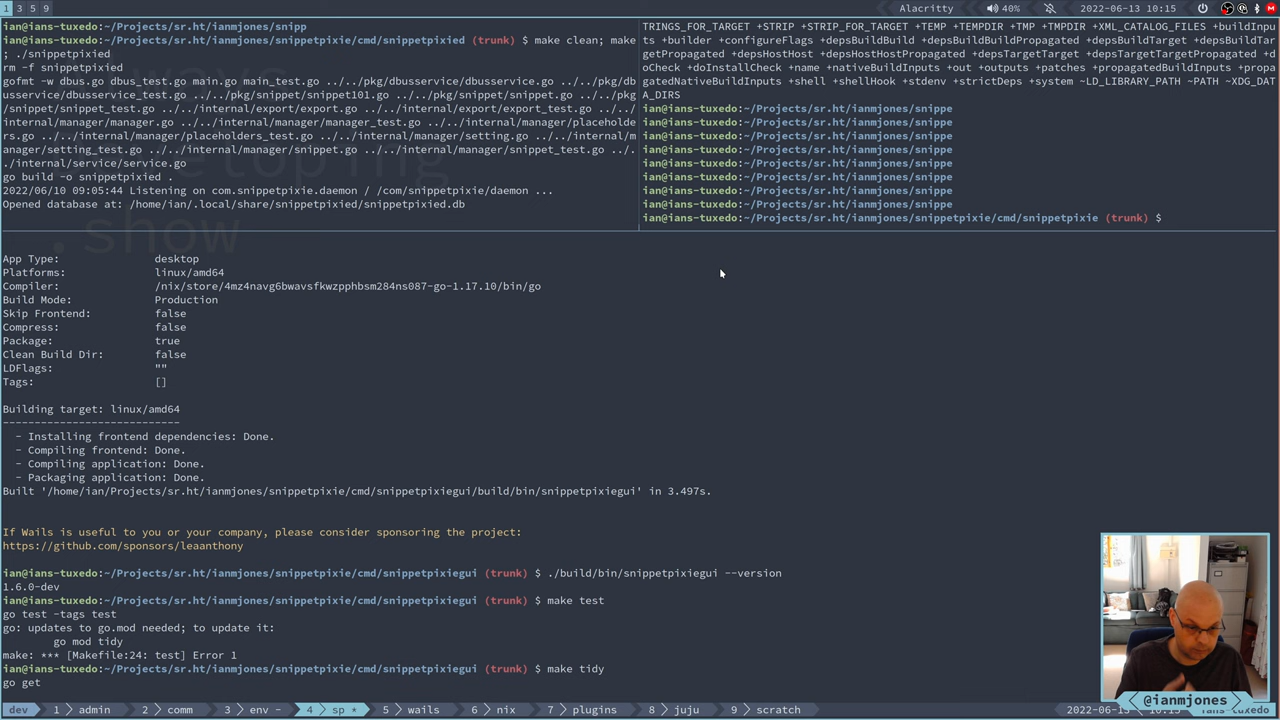 1 3 5 9
Alacritty
40%
2022-06-13 10:15
ian@ians-tuxedo:~/Projects/sr.ht/ianmjones/snipp
ian@ians-tuxedo:~/Projects/sr.ht/ianmjones/snippetpixie/cmd/snippetpixied (trunk) $ make clean; make
; ./snippetpixied
rm -f snippetpixied
gofmt -w dbus.go dbus_test.go main.go main_test.go ../../pkg/dbusservice/dbusservice.go ../../pkg/db
usservice/dbusservice_test.go ../../pkg/snippet/snippet101.go ../../pkg/snippet/snippet.go ../../pkg
/snippet/snippet_test.go ../../internal/export/export.go ../../internal/export/export_test.go ../../
internal/manager/manager.go ../../internal/manager/manager_test.go ../../internal/manager/placeholde
rs.go ../../internal/manager/placeholders_test.go ../../internal/manager/setting.go ../../internal/m
anager/setting_test.go ../../internal/manager/snippet.go ../../internal/manager/snippet_test.go ../.
./internal/service/service.go
go build -o snippetpixied .
2022/06/10 09:05:44 Listening on com.snippetpixie.daemon / /com/snippetpixie/daemon ...
Opened database at: /home/ian/.local/share/snippetpixied/snippetpixied.db
.show
TRINGS_FOR_TARGET +STRIP +STRIP_FOR_TARGET +TEMP +TEMPDIR +TMP +TMPDIR +XML_CATALOG_FILES +buildInpu
ts +builder +configureFlags +depsBuildBuild +depsBuildBuildPropagated +depsBuildTarget +depsBuildTar
getPropagated +depsHostHost +depsHostHostPropagated +depsTargetTarget +depsTargetTargetPropagated +d
oCheck +doInstallCheck +name +nativeBuildInputs +out +outputs +patches +propagatedBuildInputs +propa
gatedNativeBuildInputs +shell +shellHook +stdenv +strictDeps +system ~LD_LIBRARY_PATH ~PATH ~XDG_DAT
A_DIRS
ian@ians-tuxedo:~/Projects/sr.ht/ianmjones/snippe
ian@ians-tuxedo:~/Projects/sr.ht/ianmjones/snippe
ian@ians-tuxedo:~/Projects/sr.ht/ianmjones/snippe
ian@ians-tuxedo:~/Projects/sr.ht/ianmjones/snippe
ian@ians-tuxedo:~/Projects/sr.ht/ianmjones/snippe
ian@ians-tuxedo:~/Projects/sr.ht/ianmjones/snippe
ian@ians-tuxedo:~/Projects/sr.ht/ianmjones/snippe
ian@ians-tuxedo:~/Projects/sr.ht/ianmjones/snippe
ian@ians-tuxedo:~/Projects/sr.ht/ianmjones/snippetpixie/cmd/snippetpixie (trunk) $
App Type: desktop
Platforms: linux/amd64
Compiler: /nix/store/4mz4navg6bwavsfkwzpphbsm284ns087-go-1.17.10/bin/go
Build Mode: Production
Skip Frontend: false
Compress: false
Package: true
Clean Build Dir: false
LDFlags: ""
Tags: []
Building target: linux/amd64
---------------------------
- Installing frontend dependencies: Done.
- Compiling frontend: Done.
- Compiling application: Done.
- Packaging application: Done.
Built '/home/ian/Projects/sr.ht/ianmjones/snippetpixie/cmd/snippetpixiegui/build/bin/snippetpixiegui' in 3.497s.
If Wails is useful to you or your company, please consider sponsoring the project:
https://github.com/sponsors/leaanthony
ian@ians-tuxedo:~/Projects/sr.ht/ianmjones/snippetpixie/cmd/snippetpixiegui (trunk) $ ./build/bin/snippetpixiegui --version
1.6.0-dev
ian@ians-tuxedo:~/Projects/sr.ht/ianmjones/snippetpixie/cmd/snippetpixiegui (trunk) $ make test
go test -tags test
go: updates to go.mod needed; to update it:
go mod tidy
make: *** [Makefile:24: test] Error 1
ian@ians-tuxedo:~/Projects/sr.ht/ianmjones/snippetpixie/cmd/snippetpixiegui (trunk) $ make tidy
go get
@ianmjones
dev 1 admin 2 comm 3 env - 4 sp * 5 wails 6 nix 7 plugins 8 juju 9 scratch 2022-06-13 tuxedo